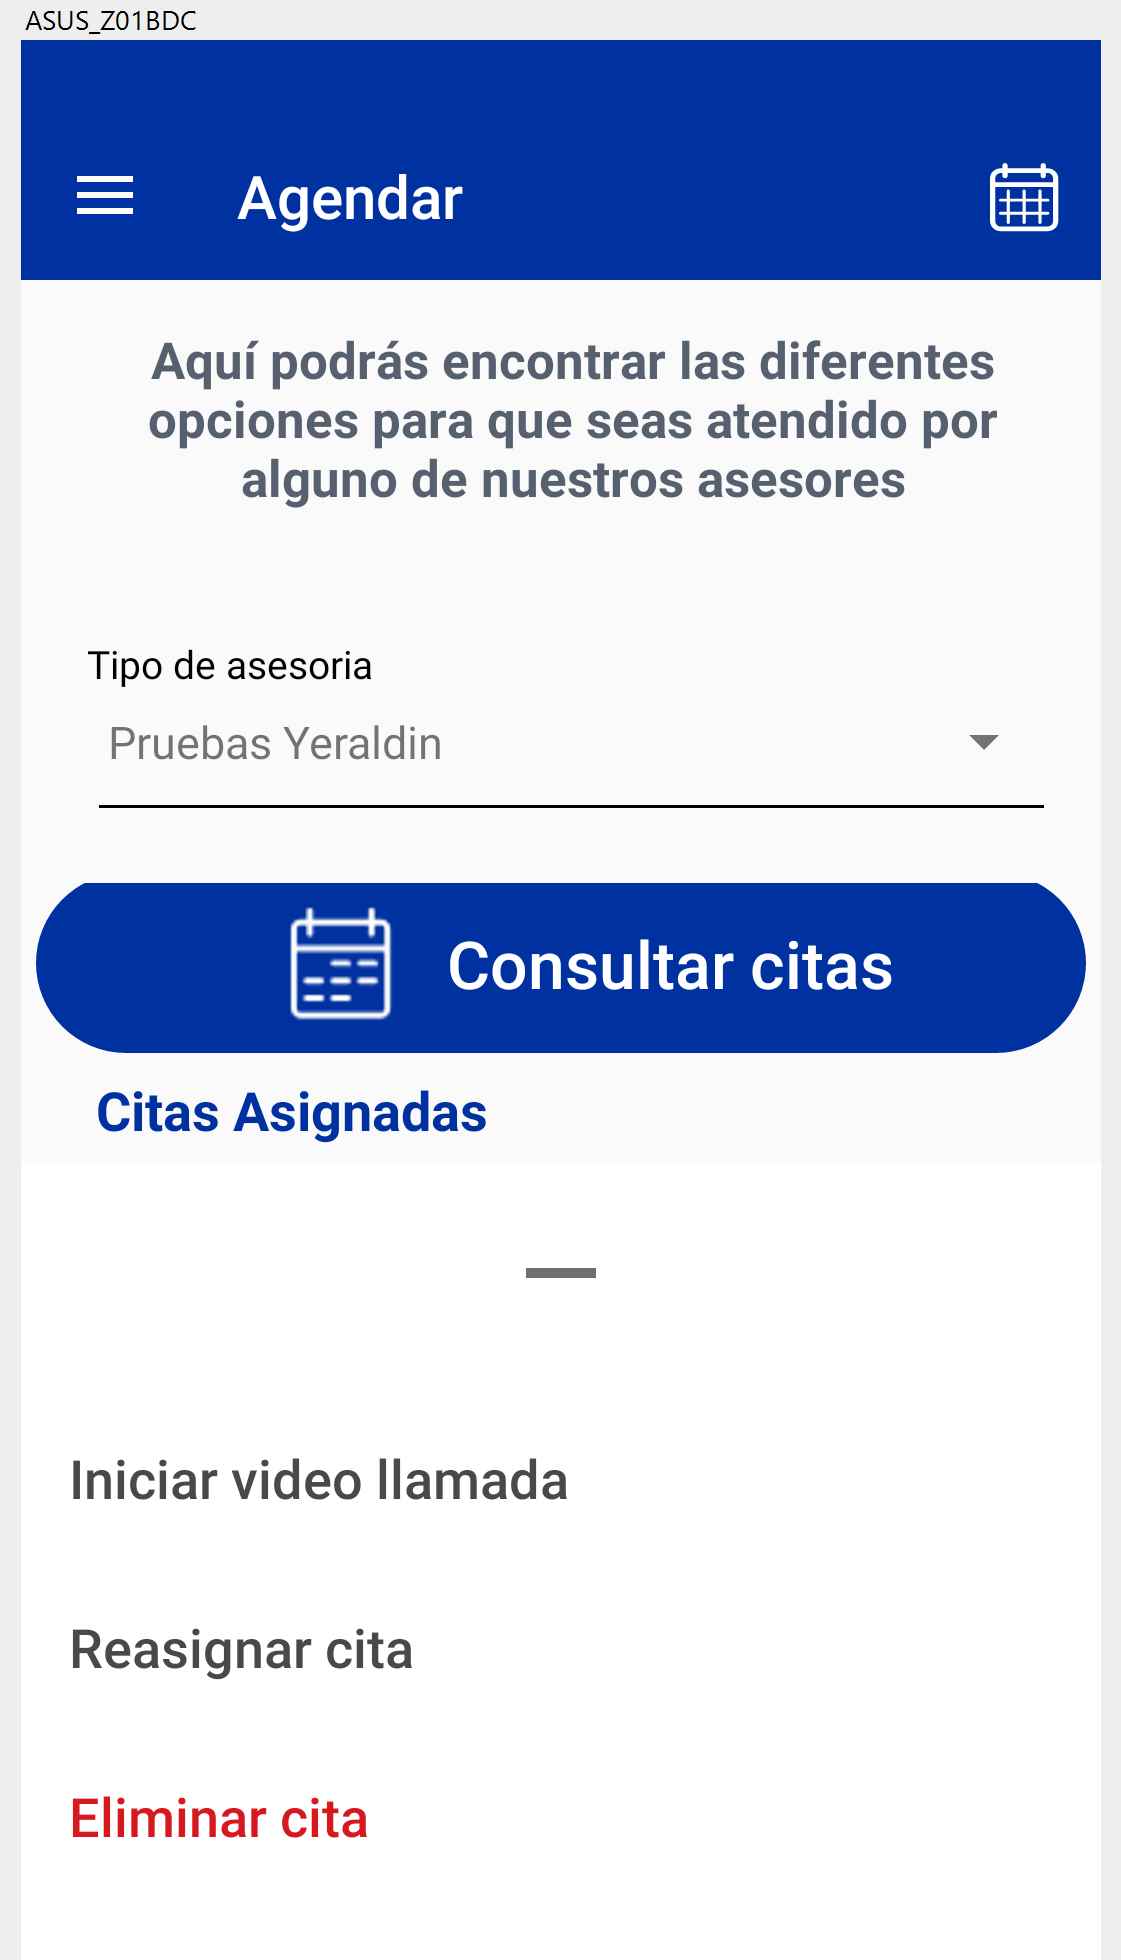 ASUS_Z01BDC
Agendar
Aquí podrás encontrar las diferentes
opciones para que seas atendido por
alguno de nuestros asesores
Tipo de asesoria
Pruebas Yeraldin
Consultar citas
Citas Asignadas
Iniciar video llamada
Reasignar cita
Eliminar cita